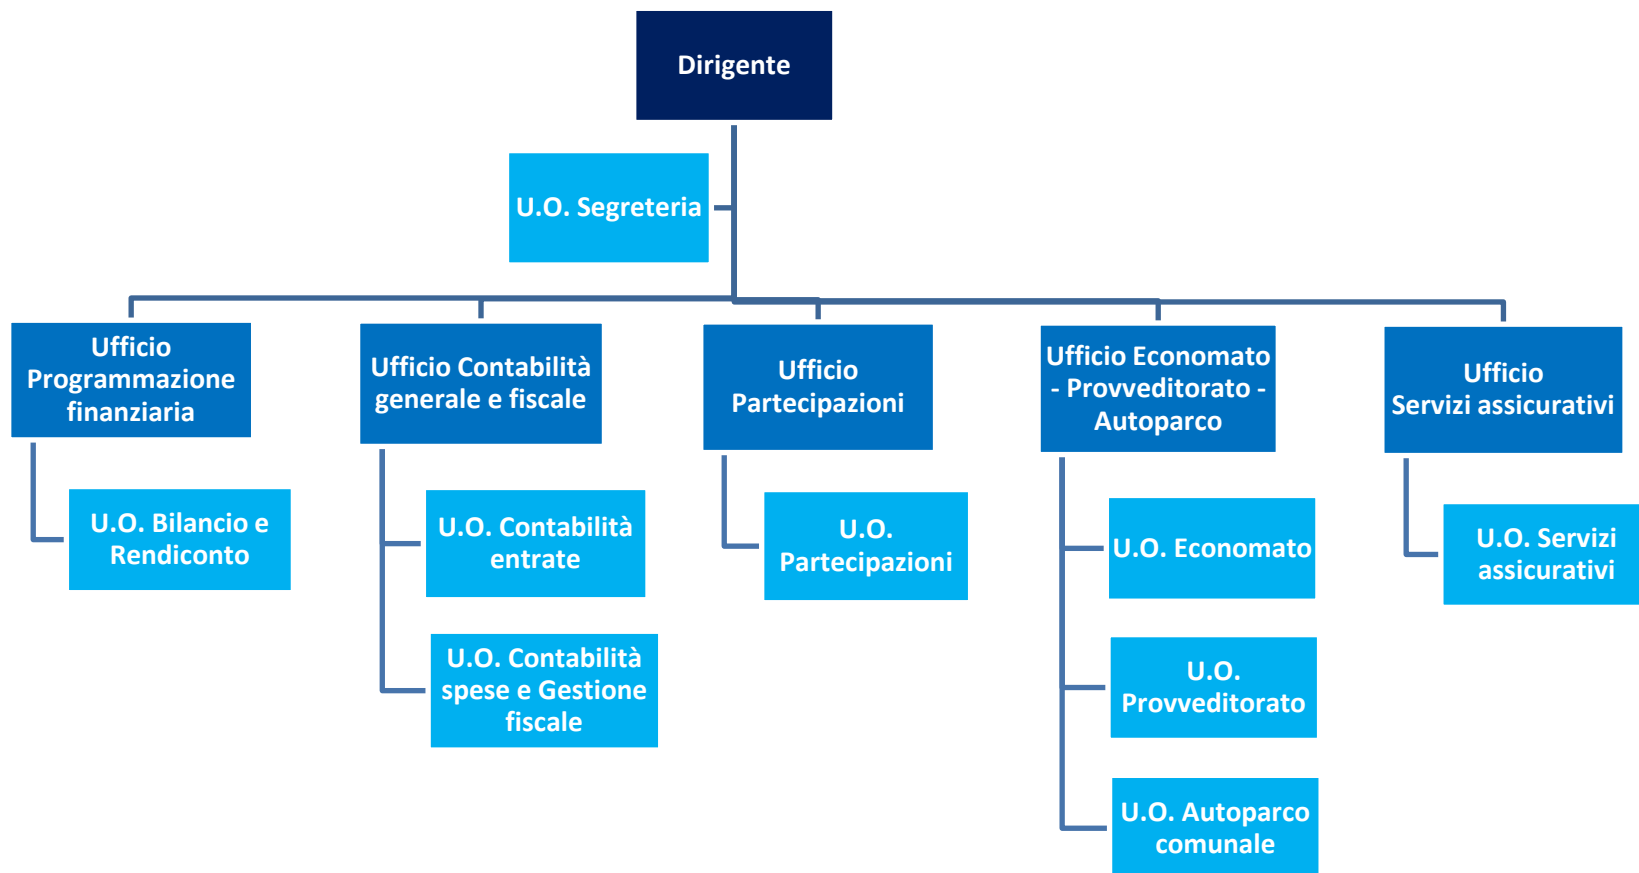 Dirigente
U.O. Segreteria
Ufficio
Programmazione
finanziaria
Ufficio Contabilità
generale e fiscale
Ufficio
Partecipazioni
Ufficio Economato
- Provveditorato -
Autoparco
Ufficio
Servizi assicurativi
U.O. Bilancio e
Rendiconto
U.O. Contabilità
entrate
U.O. Contabilità
spese e Gestione
fiscale
U.O.
Partecipazioni
U.O. Economato
U.O.
Provveditorato
U.O. Autoparco
comunale
U.O. Servizi
assicurativi